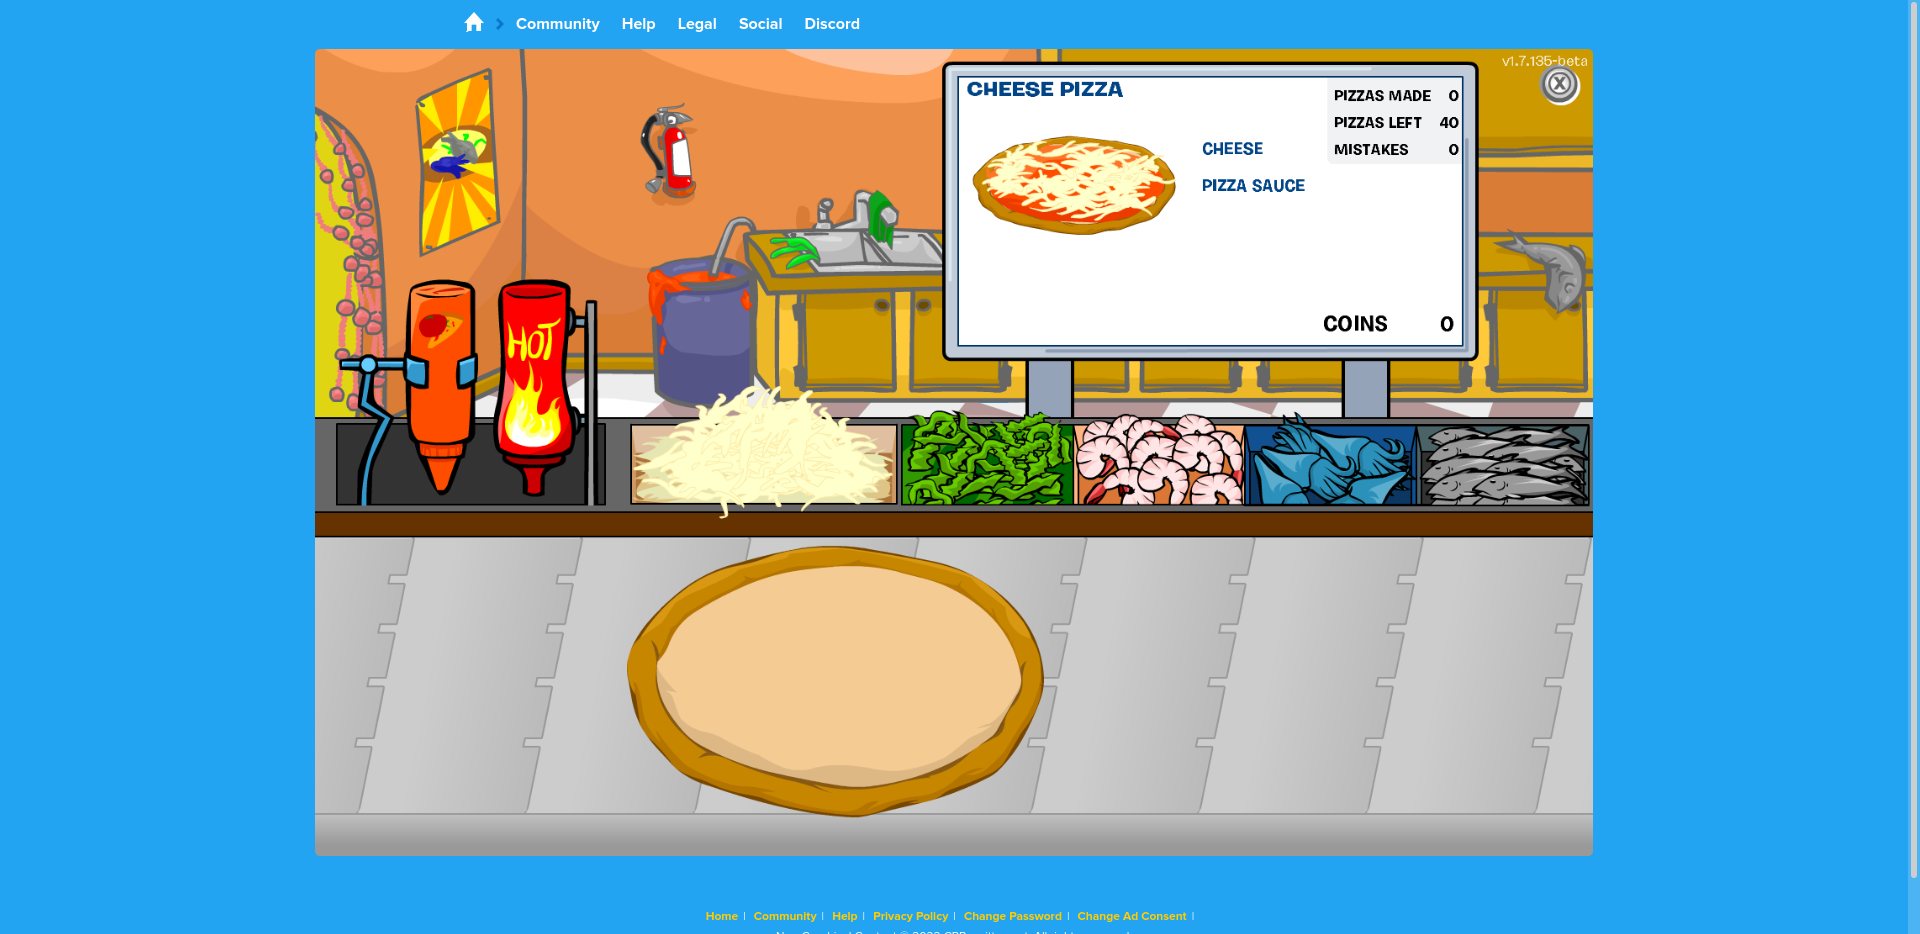 Community Help Legal Social Discord
v1.7.135-beta
CHEESE PIZZA
PIZZAS MADE 0
PIZZAS LEFT 40
MISTAKES 0
CHEESE
PIZZA SAUCE
COINS 0
HOT
Home | Community | Help | Privacy Policy | Change Password | Change Ad Consent |